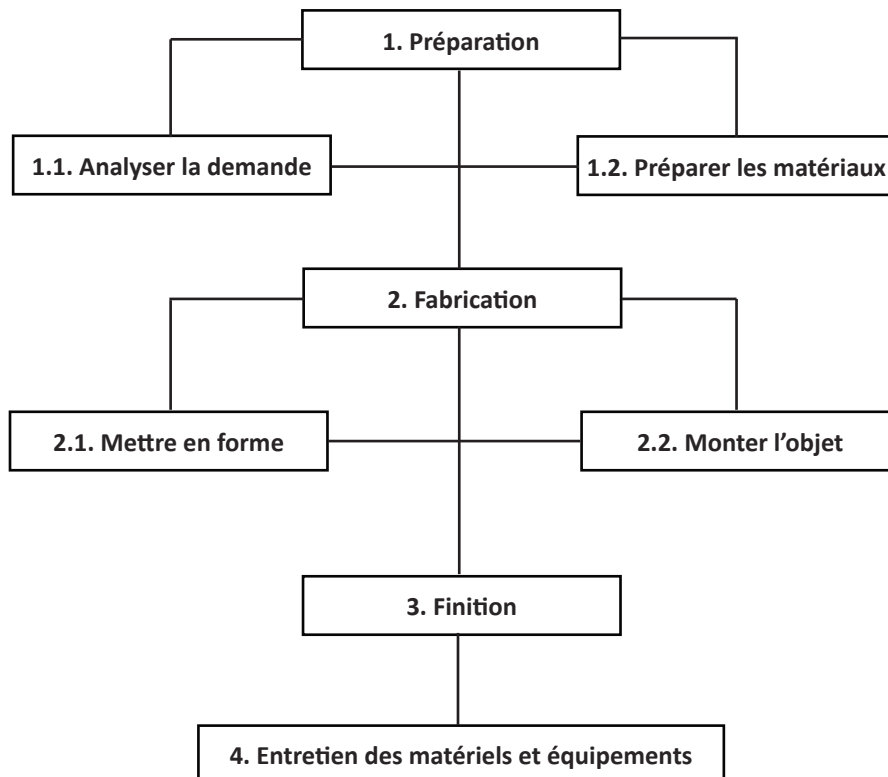 1. Préparation
1.1. Analyser la demande
1.2. Préparer les matériaux
2. Fabrication
2.1. Mettre en forme
2.2. Monter l’objet
3. Finition
4. Entretien des matériels et équipements